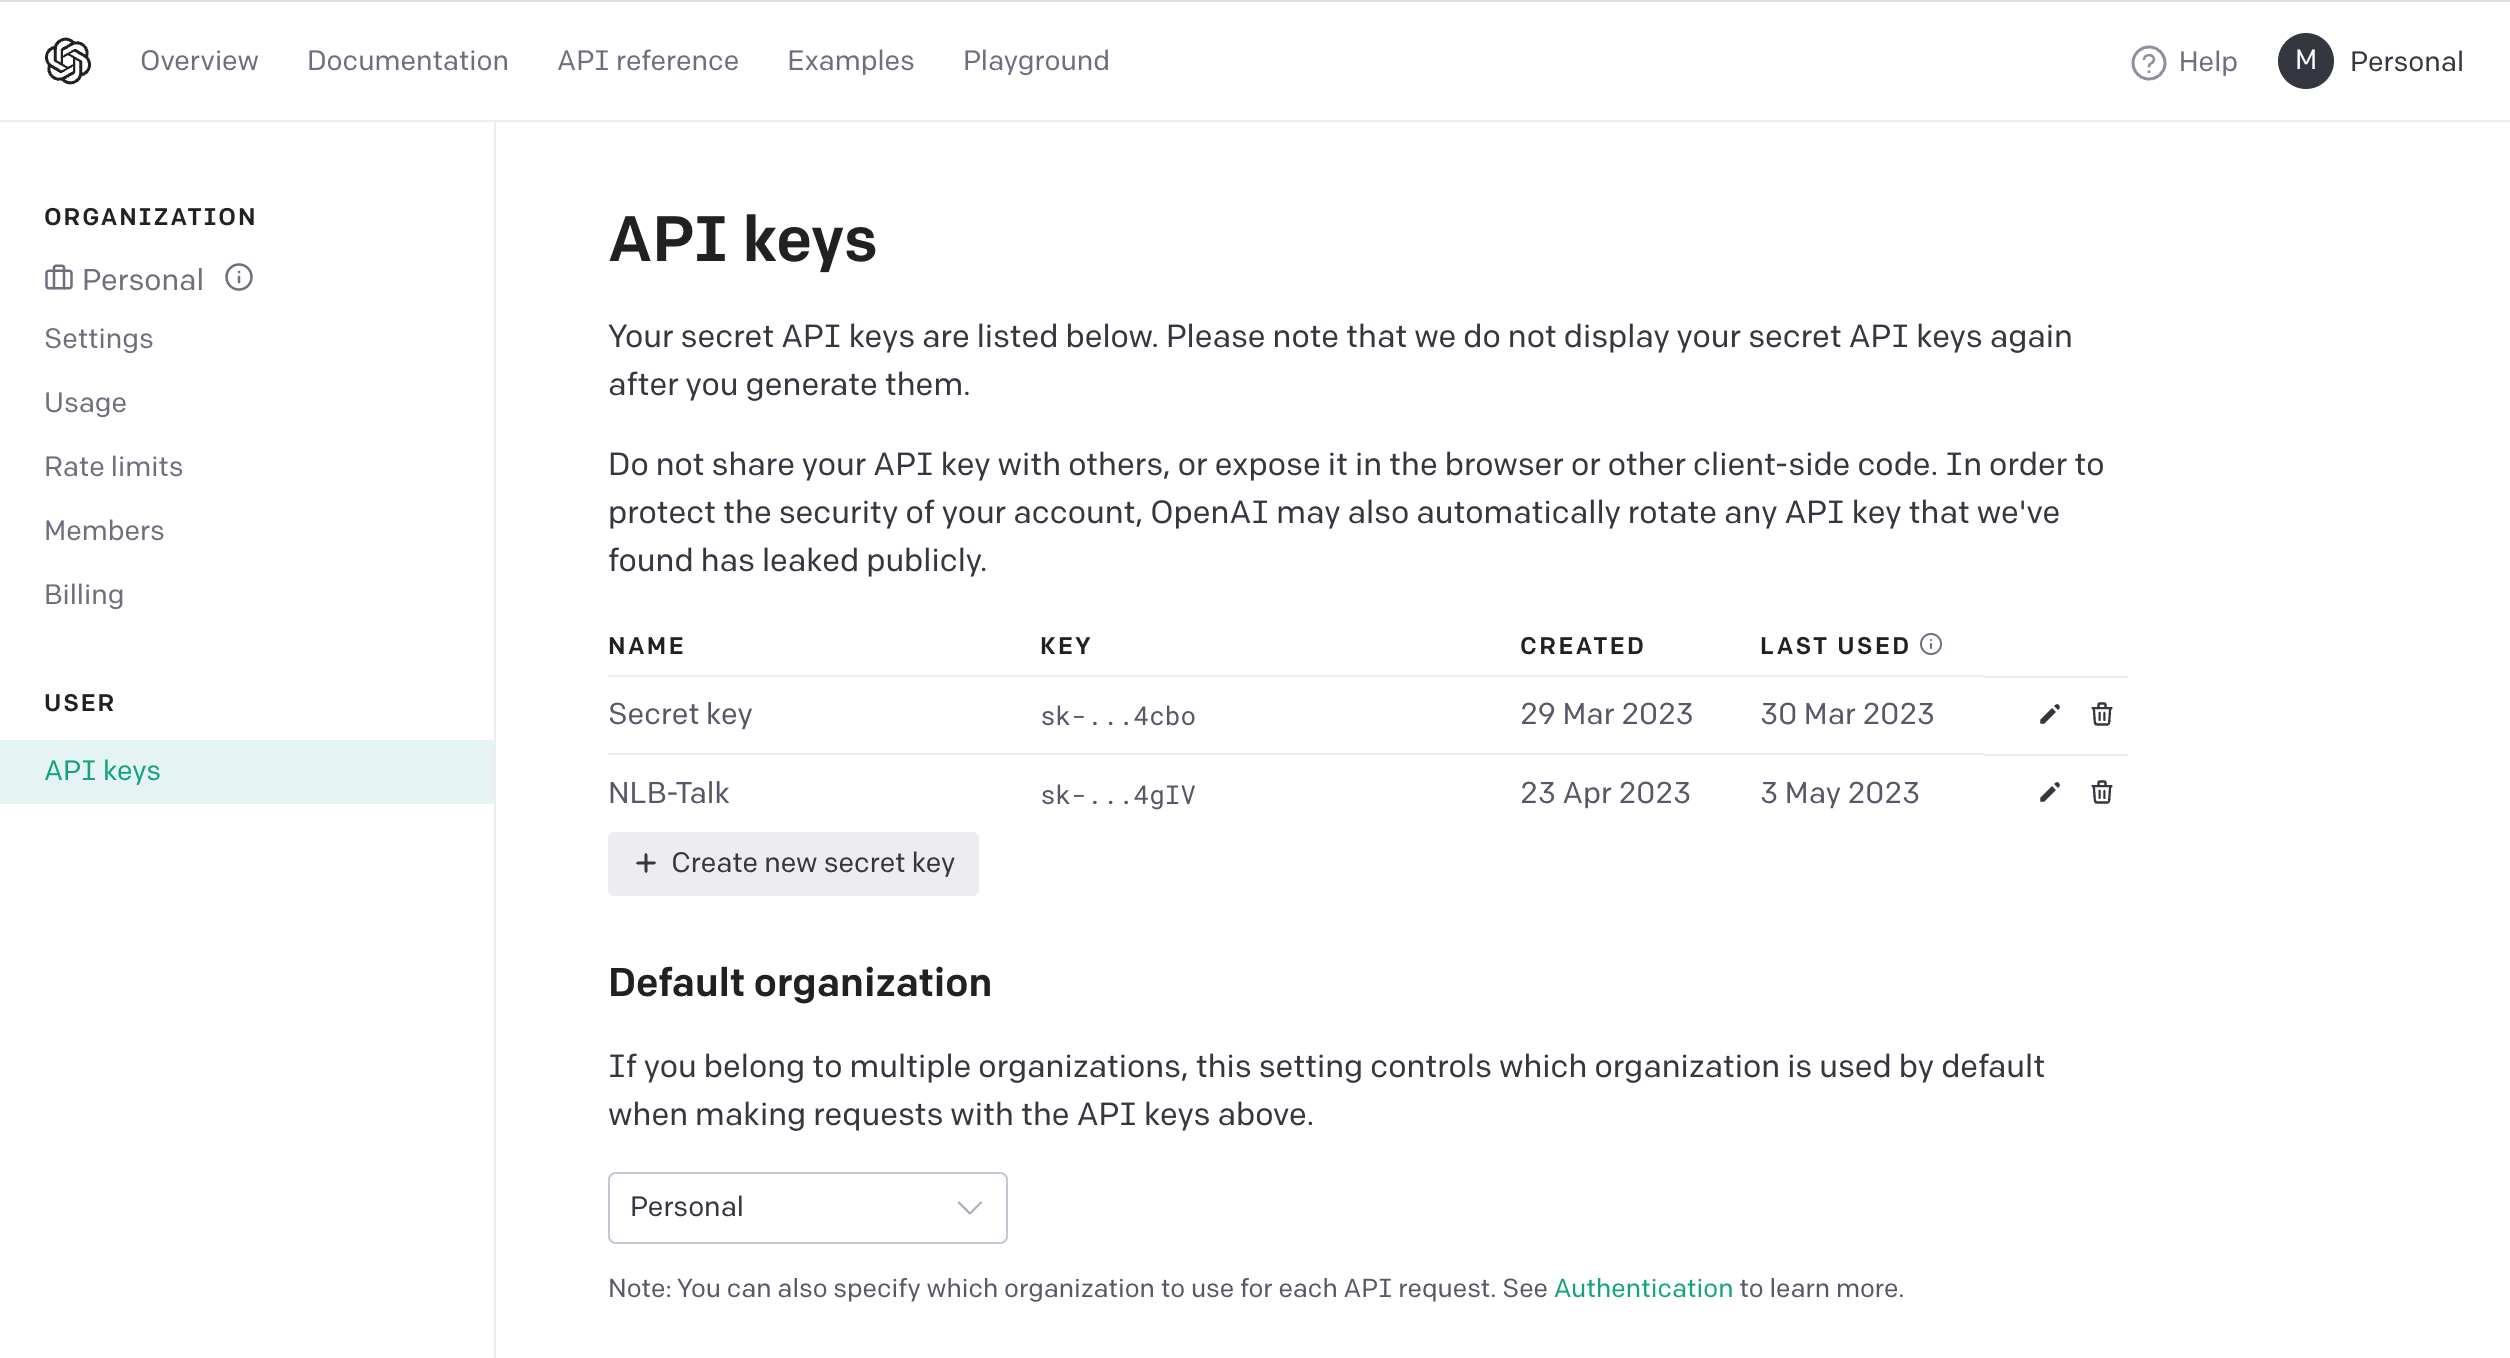 Overview Documentation API reference Examples Playground Help M Personal
ORGANIZATION
Personal
Settings
Usage
Rate limits
Members
Billing
USER
API keys
API keys
Your secret API keys are listed below. Please note that we do not display your secret API keys again
after you generate them.
Do not share your API key with others, or expose it in the browser or other client-side code. In order to
protect the security of your account, OpenAI may also automatically rotate any API key that we've
found has leaked publicly.
NAME KEY CREATED LAST USED
Secret key sk-...4cbo 29 Mar 2023 30 Mar 2023
NLB-Talk sk-...4gIV 23 Apr 2023 3 May 2023
+ Create new secret key
Default organization
If you belong to multiple organizations, this setting controls which organization is used by default
when making requests with the API keys above.
Personal
Note: You can also specify which organization to use for each API request. See Authentication to learn more.